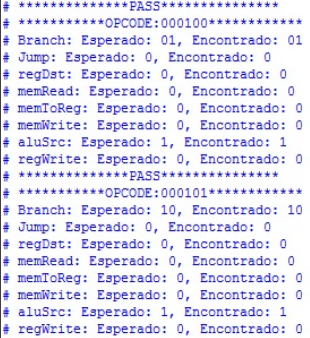 # **************PASS***************
# ***********OPCODE:000100************
# Branch: Esperado: 01, Encontrado: 01
# Jump: Esperado: 0, Encontrado: 0
# regDst: Esperado: 0, Encontrado: 0
# memRead: Esperado: 0, Encontrado: 0
# memToReg: Esperado: 0, Encontrado: 0
# memWrite: Esperado: 0, Encontrado: 0
# aluSrc: Esperado: 1, Encontrado: 1
# regWrite: Esperado: 0, Encontrado: 0
# **************PASS***************
# ***********OPCODE:000101************
# Branch: Esperado: 10, Encontrado: 10
# Jump: Esperado: 0, Encontrado: 0
# regDst: Esperado: 0, Encontrado: 0
# memRead: Esperado: 0, Encontrado: 0
# memToReg: Esperado: 0, Encontrado: 0
# memWrite: Esperado: 0, Encontrado: 0
# aluSrc: Esperado: 1, Encontrado: 1
# regWrite: Esperado: 0, Encontrado: 0